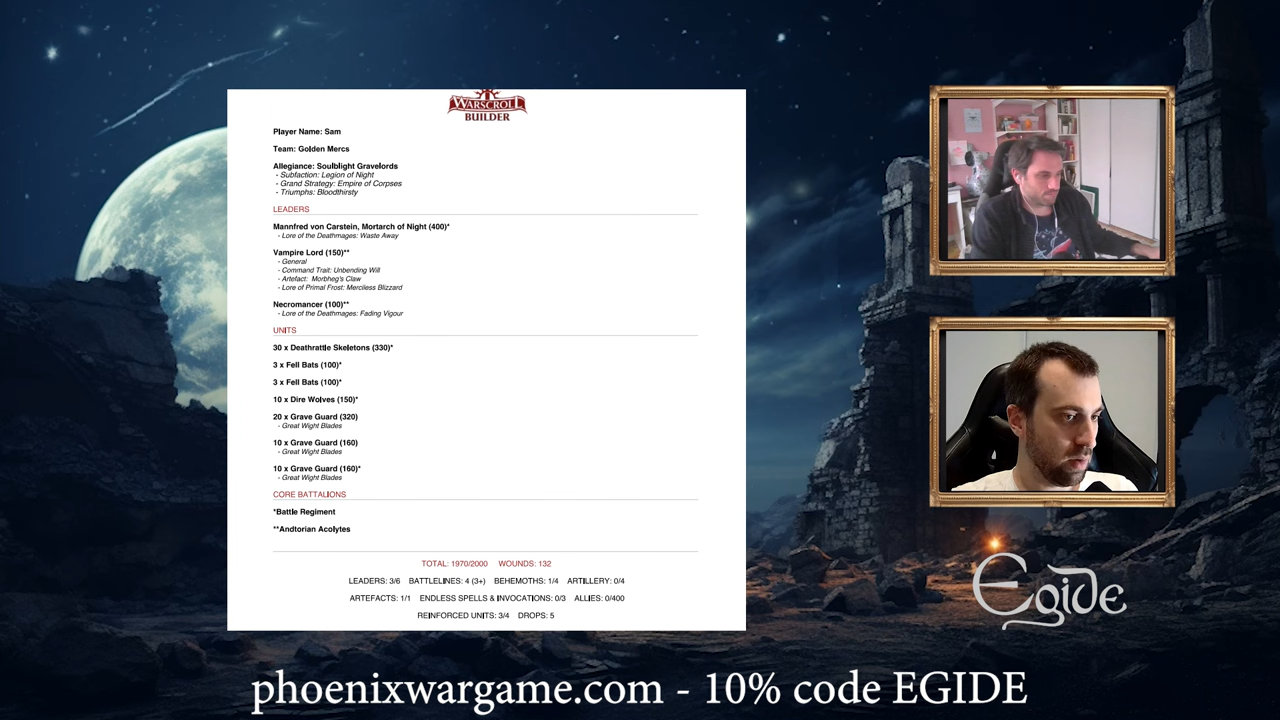 WARSCROLL
BUILDER
Player Name: Sam
Team: Golden Mercs
Allegiance: Soulblight Gravelords
- Subfaction: Legion of Night
- Grand Strategy: Empire of Corpses
- Triumphs: Bloodthirsty
LEADERS
Mannfred von Carstein, Mortarch of Night (400)*
- Lore of the Deathmages: Waste Away
Vampire Lord (150)**
- General
- Command Trait: Unbending Will
- Artefact: Morbheg's Claw
- Lore of Primal Frost: Merciless Blizzard
Necromancer (100)**
- Lore of the Deathmages: Fading Vigour
UNITS
30 x Deathrattle Skeletons (330)*
3 x Fell Bats (100)*
3 x Fell Bats (100)*
10 x Dire Wolves (150)*
20 x Grave Guard (320)
- Great Wight Blades
10 x Grave Guard (160)
- Great Wight Blades
10 x Grave Guard (160)*
- Great Wight Blades
CORE BATTALIONS
*Battle Regiment
**Andtorian Acolytes
TOTAL: 1970/2000 WOUNDS: 132
LEADERS: 3/6 BATTLELINES: 4 (3+) BEHEMOTHS: 1/4 ARTILLERY: 0/4
ARTEFACTS: 1/1 ENDLESS SPELLS & INVOCATIONS: 0/3 ALLIES: 0/400
REINFORCED UNITS: 3/4 DROPS: 5
Egide
phoenixwargame.com - 10% code EGIDE